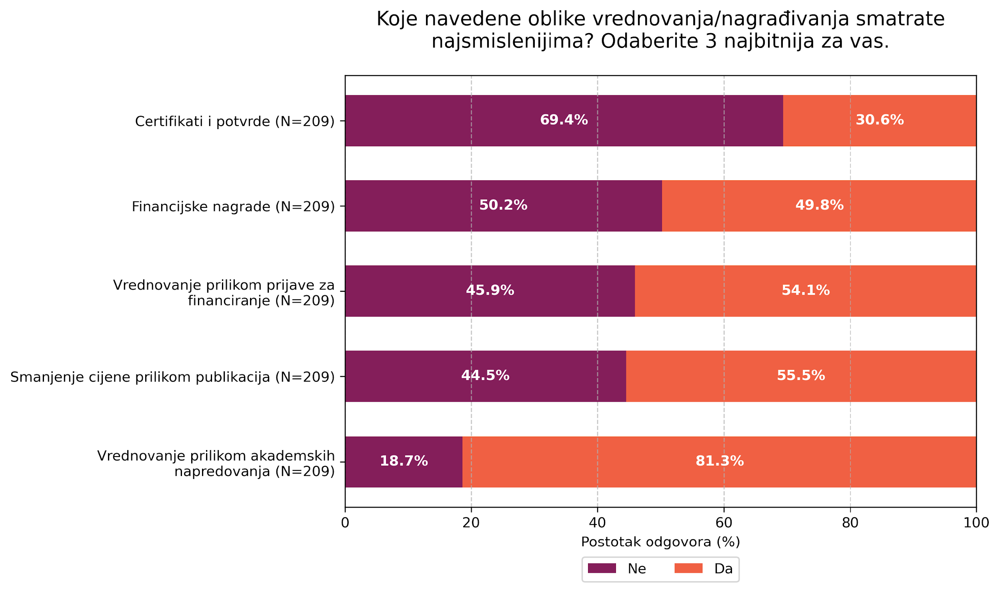 Koje navedene oblike vrednovanja/nagrađivanja smatrate
najsmislenijima? Odaberite 3 najbitnija za vas.
Certifikati i potvrde (N=209)
69.4%
30.6%
Financijske nagrade (N=209)
50.2%
49.8%
Vrednovanje prilikom prijave za
financiranje (N=209)
45.9%
54.1%
Smanjenje cijene prilikom publikacija (N=209)
44.5%
55.5%
Vrednovanje prilikom akademskih
napredovanja (N=209)
18.7%
81.3%
0 20 40 60 80 100
Postotak odgovora (%)
Ne Da